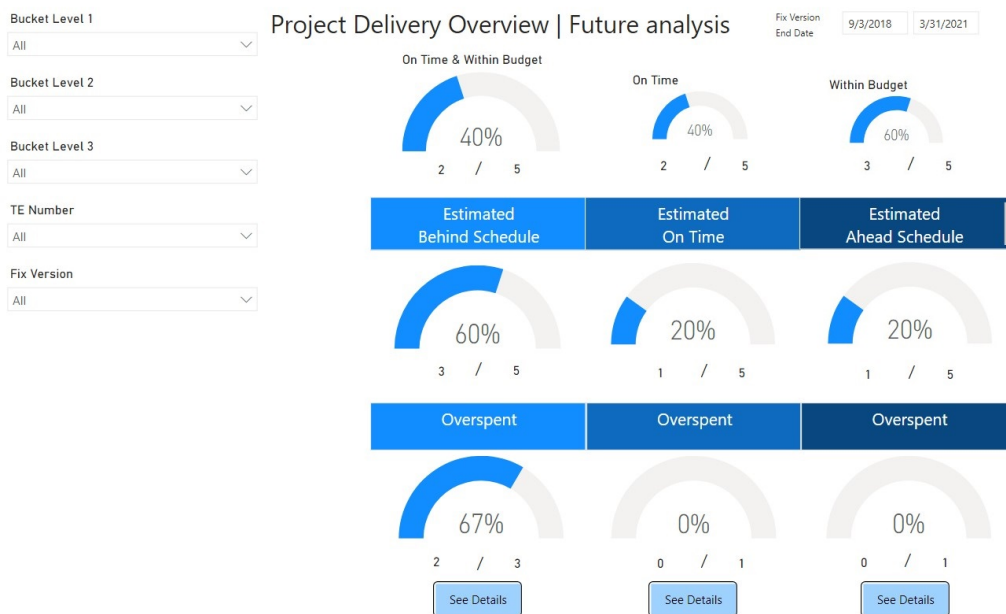 Bucket Level 1
All
Bucket Level 2
All
Bucket Level 3
All
TE Number
All
Fix Version
All
Project Delivery Overview | Future analysis
Fix Version
End Date
9/3/2018
3/31/2021
On Time & Within Budget
40%
2 / 5
On Time
40%
2 / 5
Within Budget
60%
3 / 5
Estimated
Behind Schedule
Estimated
On Time
Estimated
Ahead Schedule
60%
3 / 5
20%
1 / 5
20%
1 / 5
Overspent
Overspent
Overspent
67%
2 / 3
0%
0 / 1
0%
0 / 1
See Details
See Details
See Details